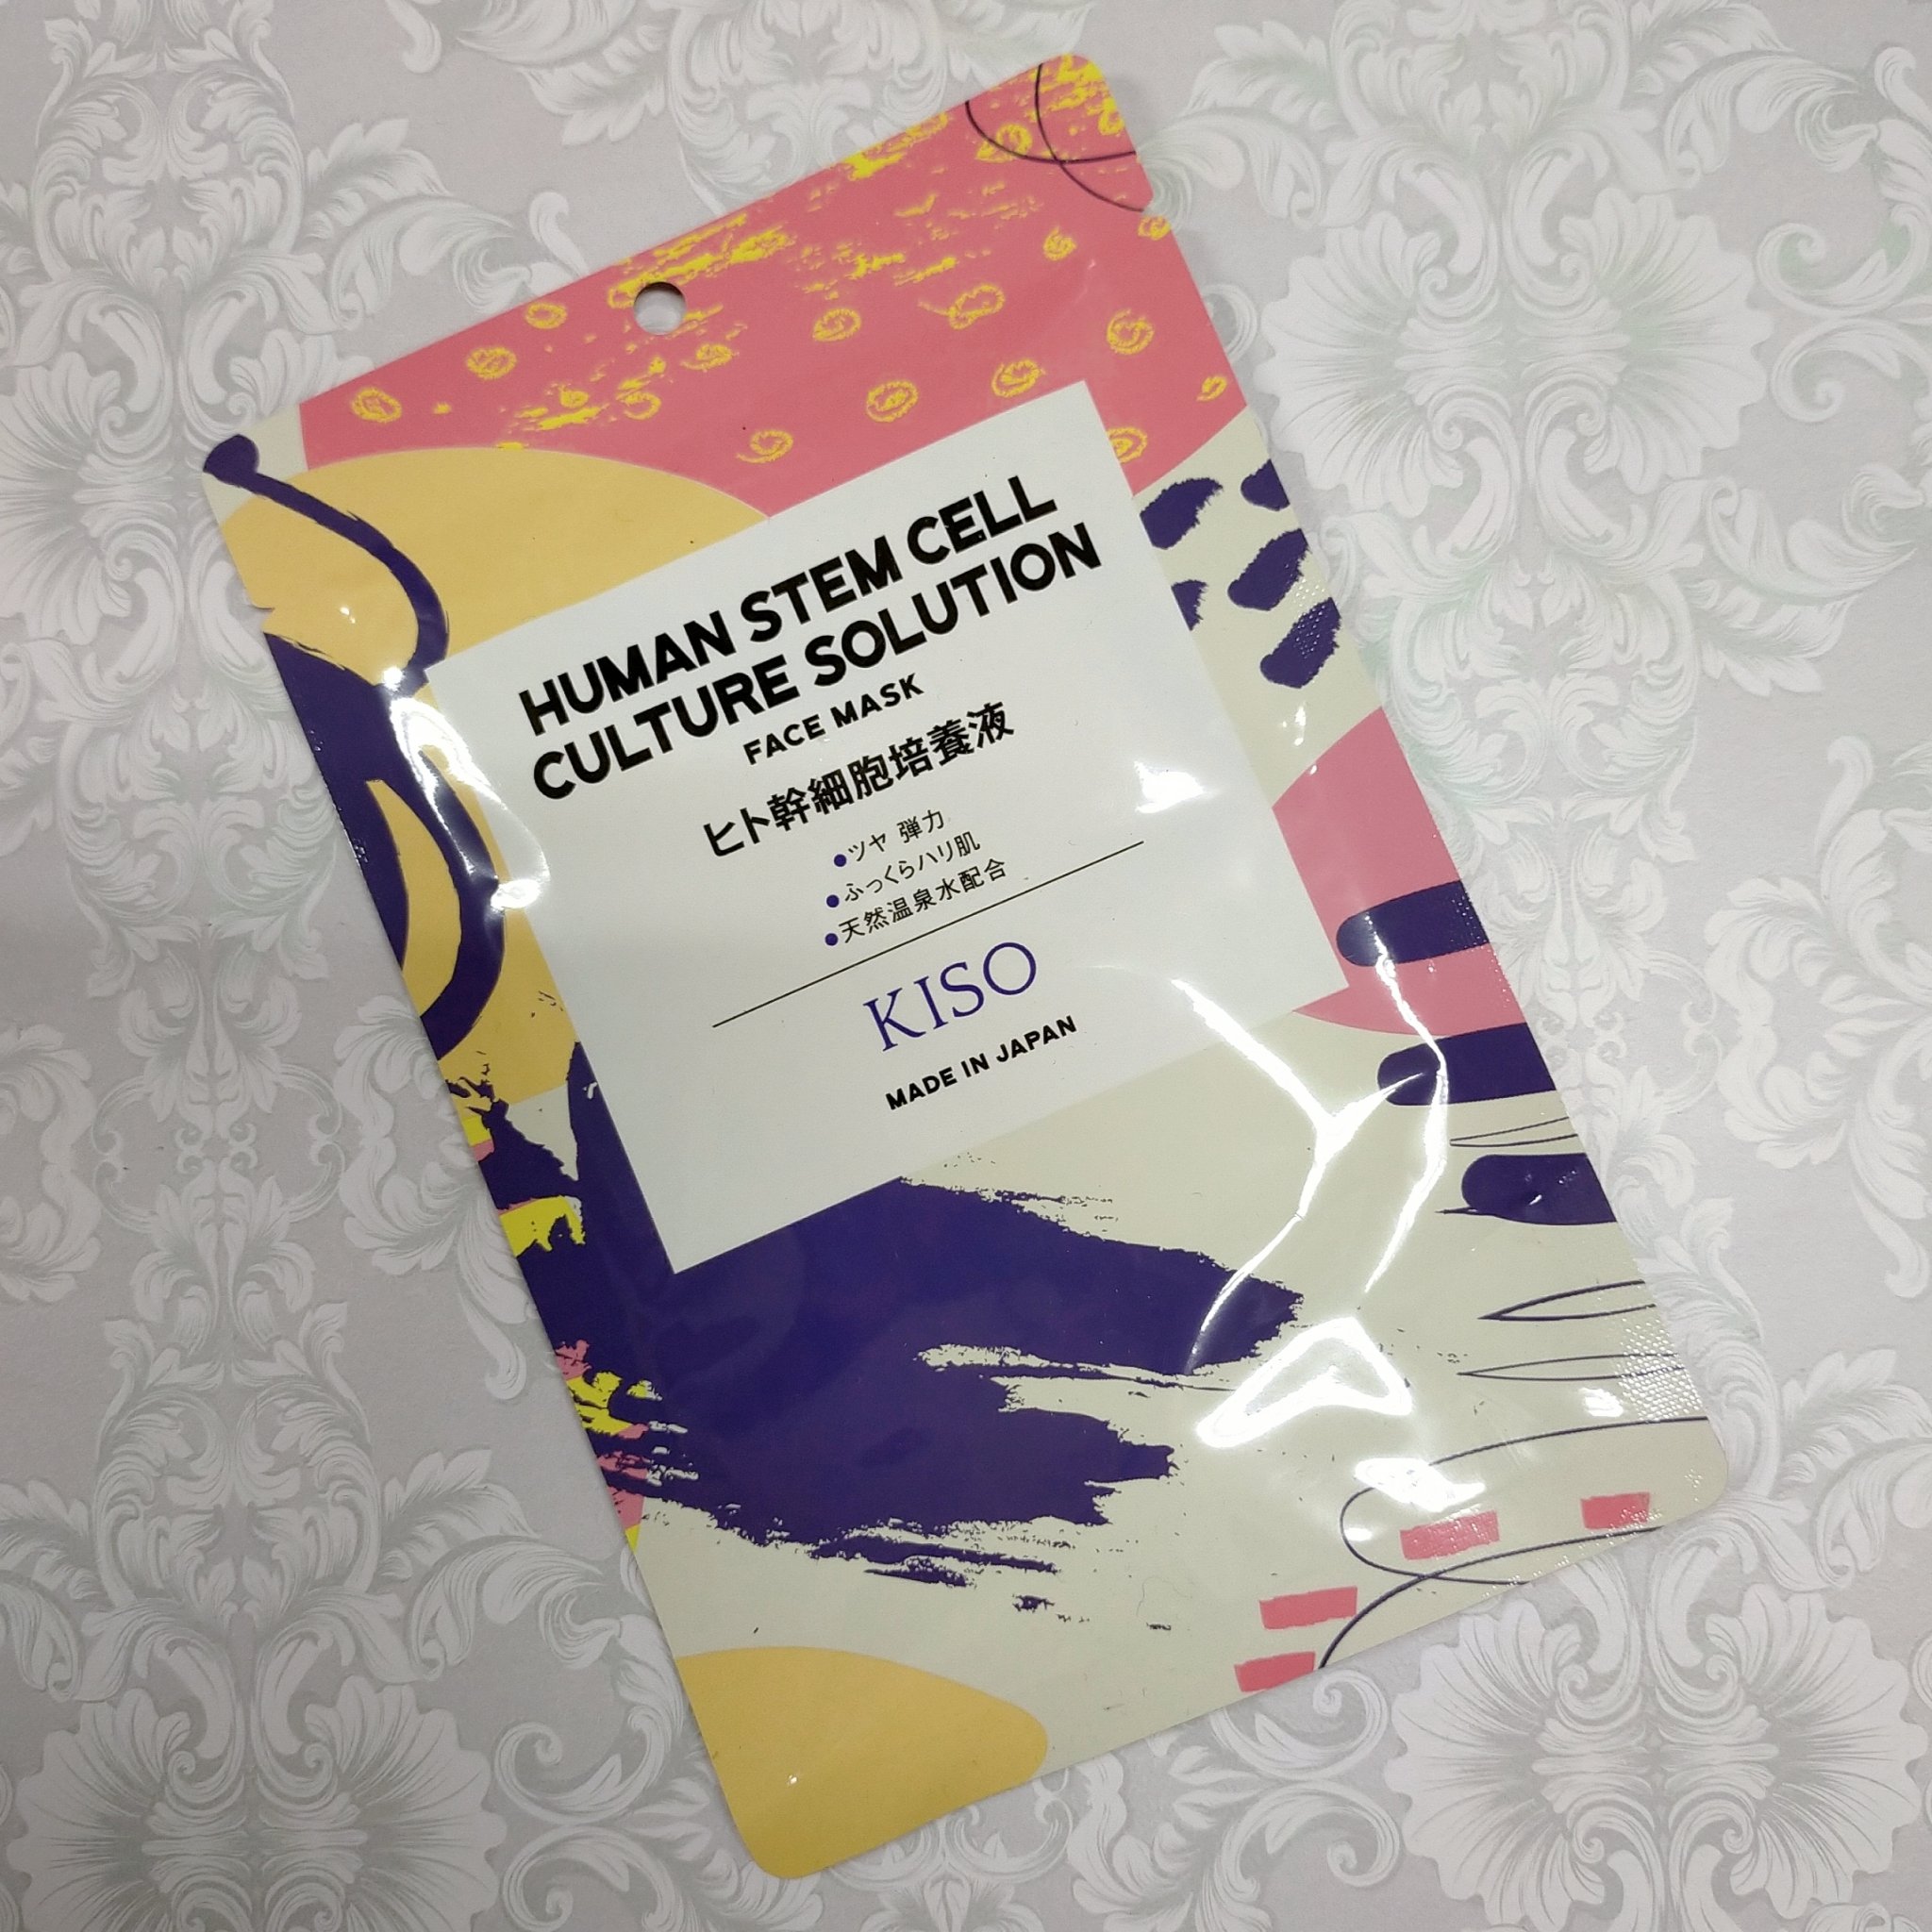 HUMAN STEM CELL
CULTURE SOLUTION
FACE MASK
ヒト幹細胞培養液
●ツヤ 弾力
●ふっくらハリ肌
●天然温泉水配合
KISO
MADE IN JAPAN